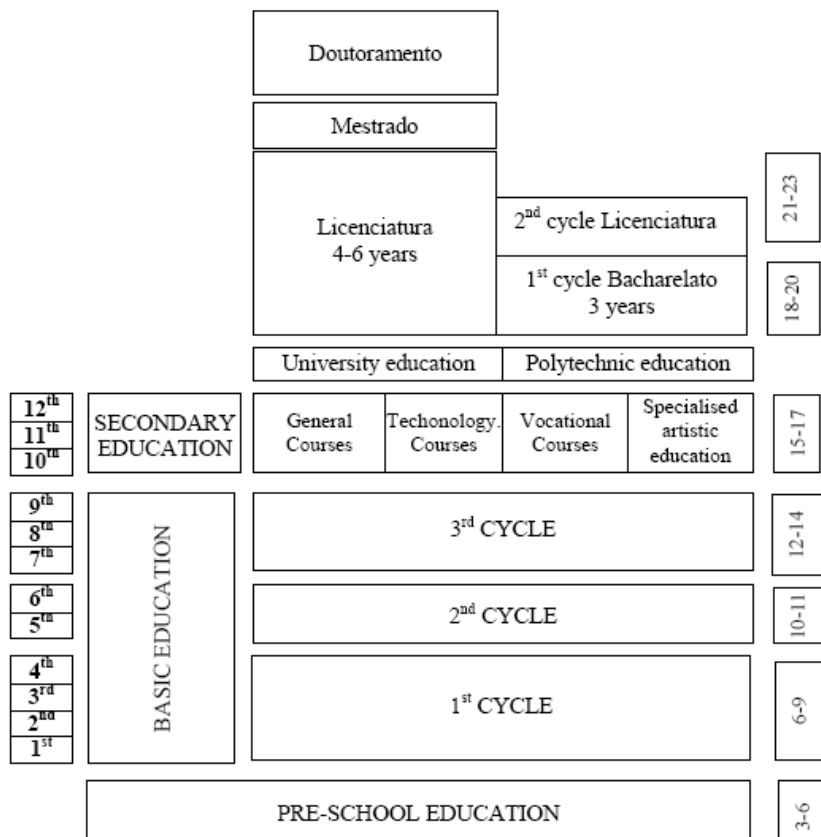 Doutoramento
Mestrado
Licenciatura
4-6 years
2nd cycle Licenciatura
1st cycle Bacharelato
3 years
21-23
18-20
University education
Polytechnic education
12th
11th
10th
SECONDARY
EDUCATION
General
Courses
Techonology.
Courses
Vocational
Courses
Specialised
artistic
education
15-17
9th
8th
7th
BASIC EDUCATION
3rd CYCLE
12-14
6th
5th
2nd CYCLE
10-11
4th
3rd
2nd
1st
1st CYCLE
6-9
PRE-SCHOOL EDUCATION
3-6